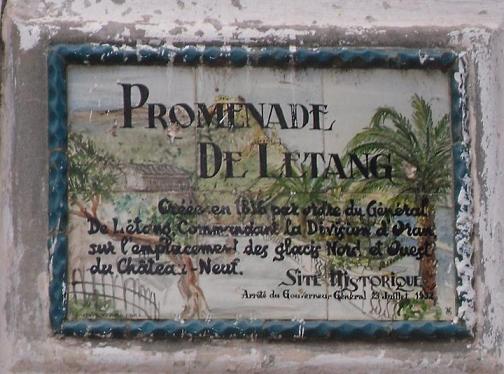 PROMENADE
DE LETANG
Créée en 1836 par ordre du Général
De Létang Commandant la Division d'Oran
sur l'emplacement des glacis Nord et Ouest
du Château-Neuf.
SITE HISTORIQUE
Arrêté du Gouverneur Général Juillet 1932